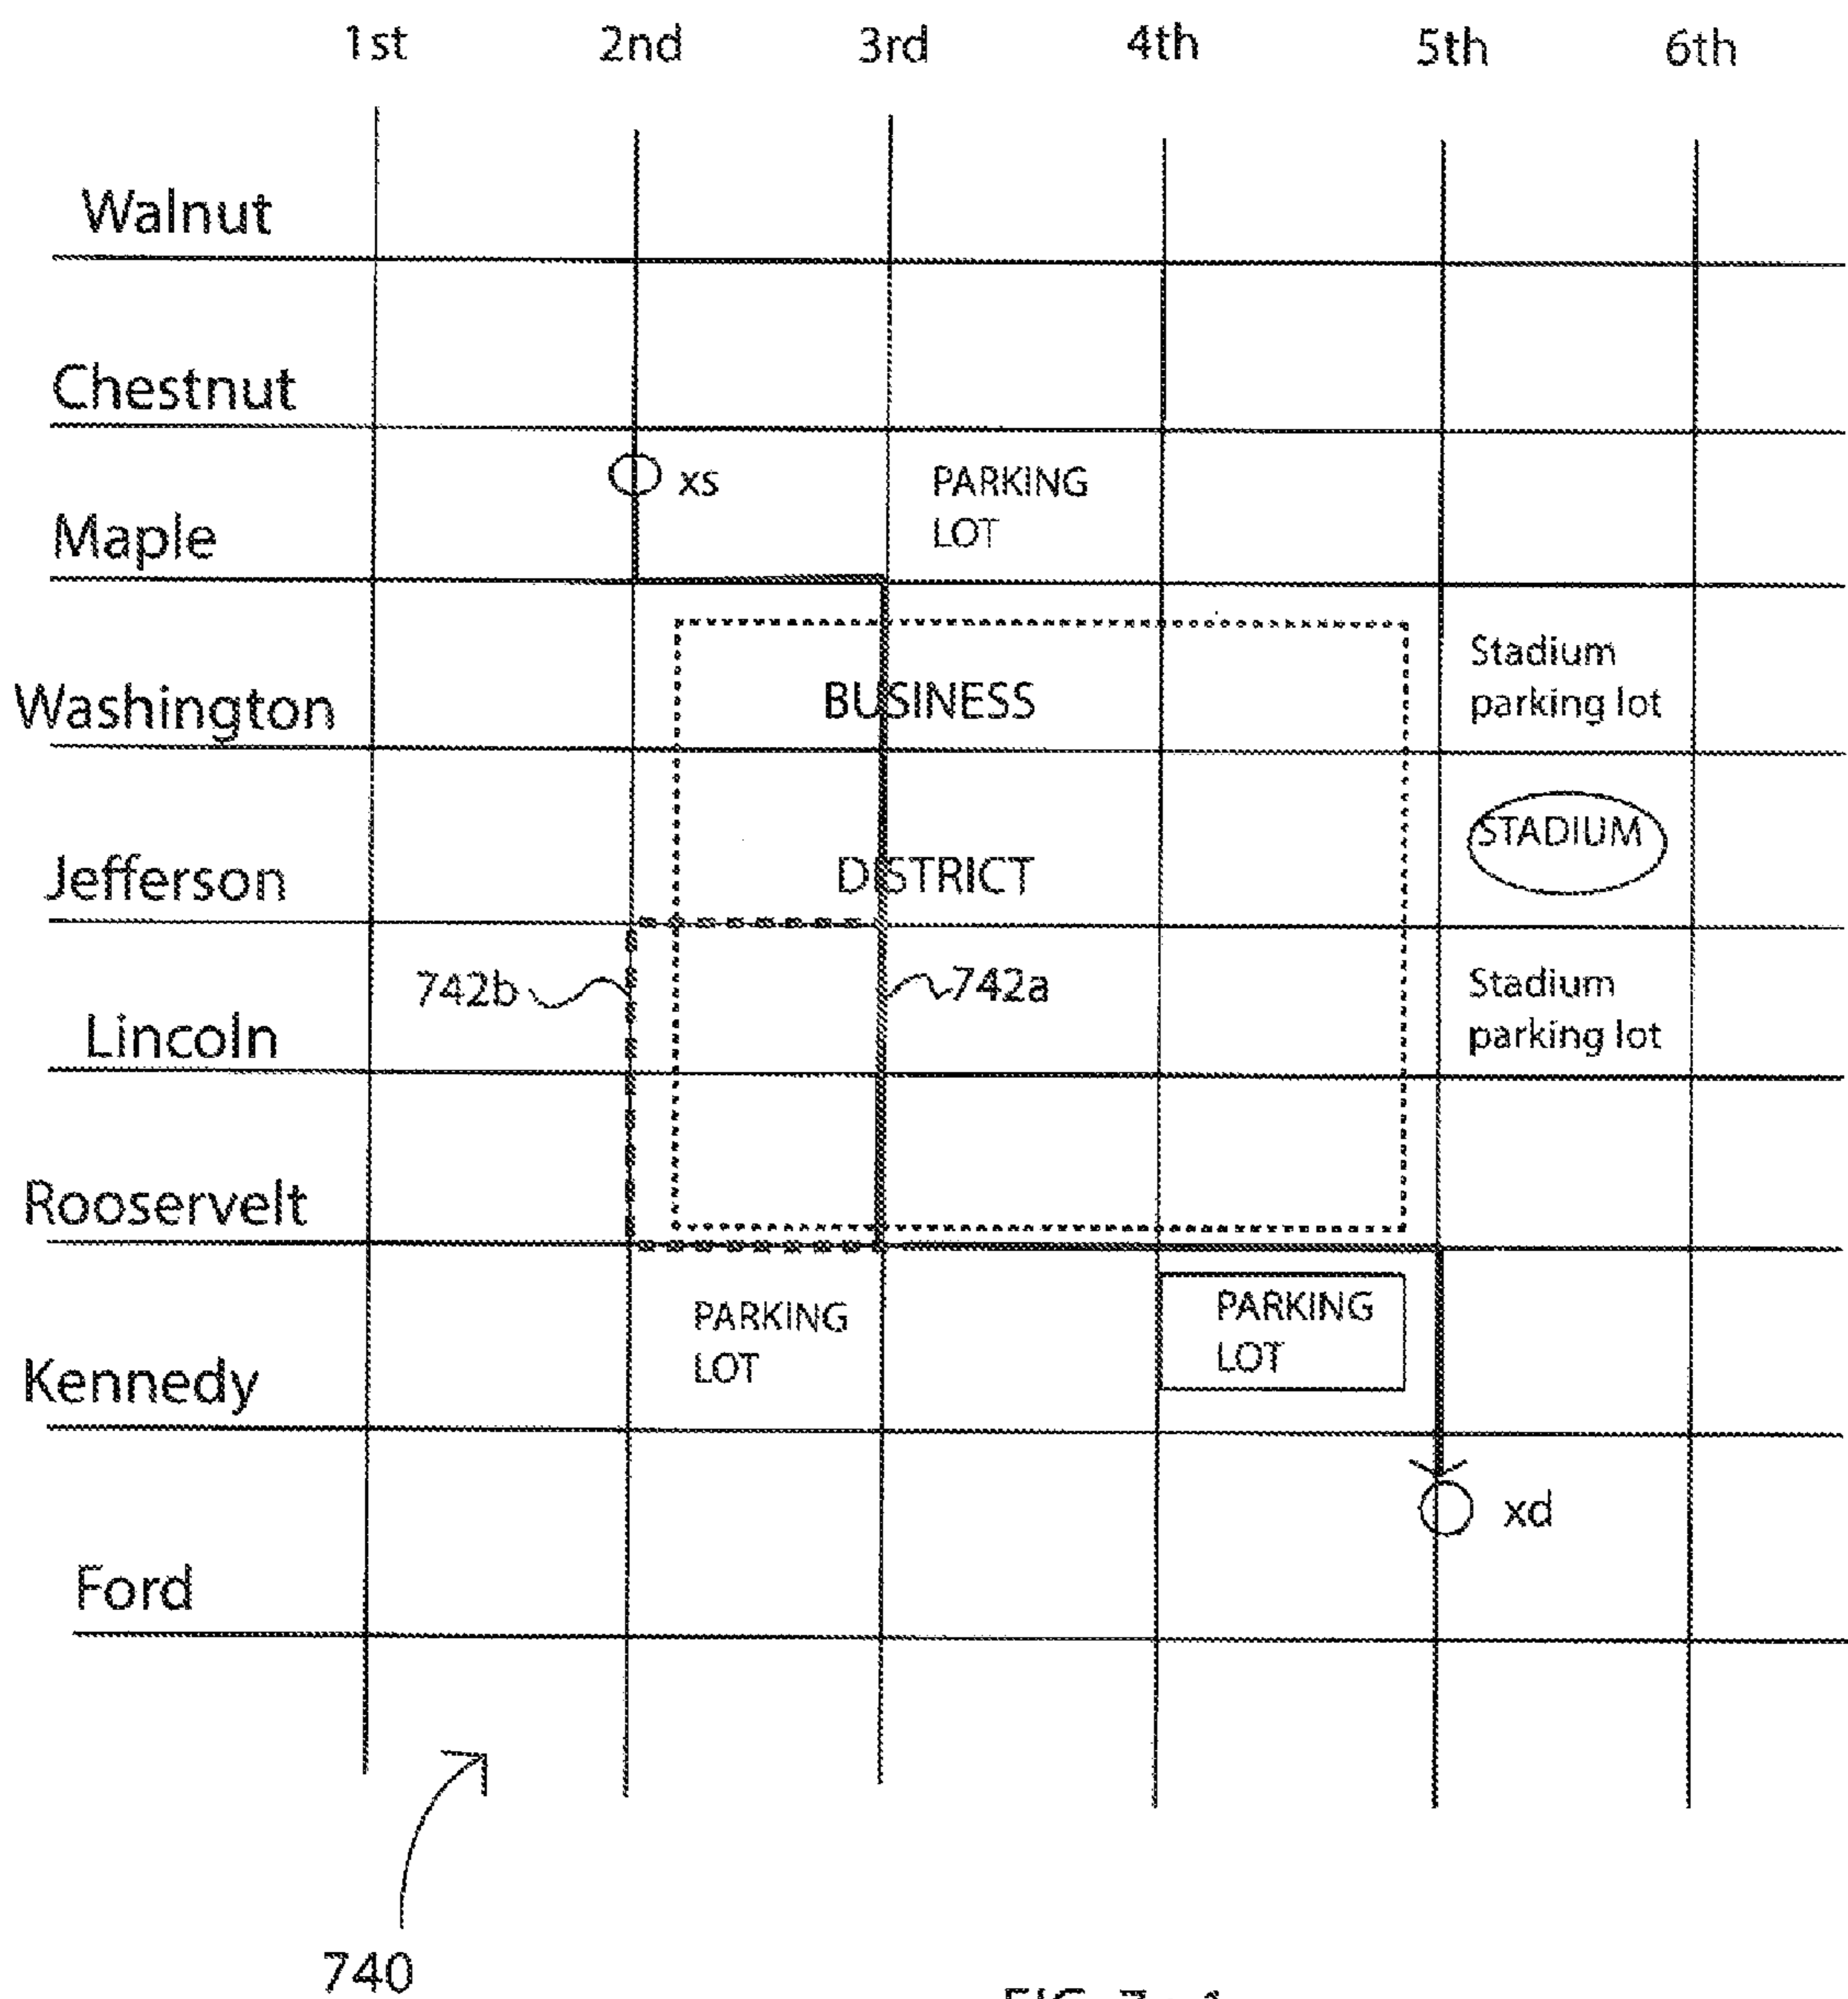 1st 2nd 3rd 4th 5th 6th
Walnut
Chestnut
xs
PARKING
LOT
Maple
Stadium
parking lot
Washington
BUSINESS
STADIUM
Jefferson
DISTRICT
742b
742a
Stadium
parking lot
Lincoln
Rooservelt
PARKING
LOT
PARKING
LOT
Kennedy
xd
Ford
740